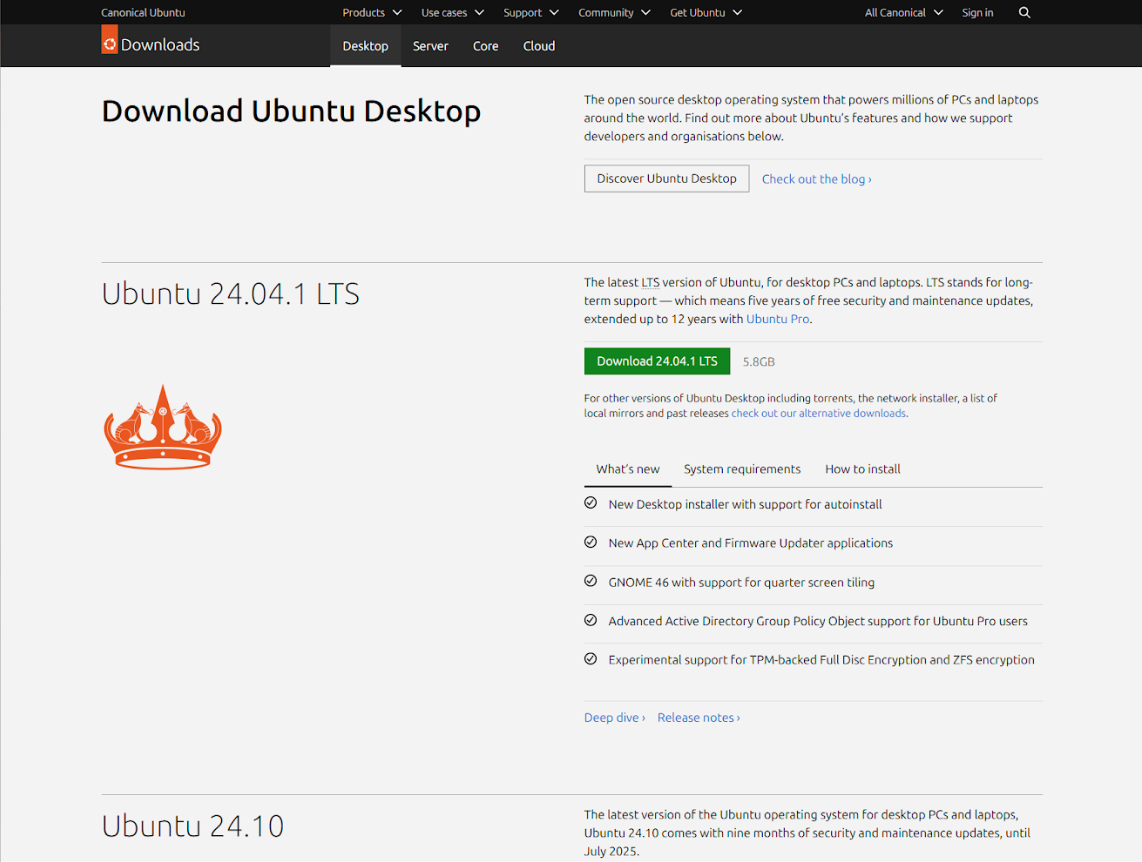 Canonical Ubuntu
Products
Use cases
Support
Community
Get Ubuntu
All Canonical
Sign in
Downloads
Desktop
Server
Core
Cloud
Download Ubuntu Desktop
The open source desktop operating system that powers millions of PCs and laptops
around the world. Find out more about Ubuntu's features and how we support
developers and organisations below.
Discover Ubuntu Desktop
Check out the blog ›
Ubuntu 24.04.1 LTS
The latest LTS version of Ubuntu, for desktop PCs and laptops. LTS stands for long-
term support — which means five years of free security and maintenance updates,
extended up to 12 years with Ubuntu Pro.
Download 24.04.1 LTS
5.8GB
For other versions of Ubuntu Desktop including torrents, the network installer, a list of
local mirrors and past releases check out our alternative downloads.
What's new
System requirements
How to install
New Desktop installer with support for autoinstall
New App Center and Firmware Updater applications
GNOME 46 with support for quarter screen tiling
Advanced Active Directory Group Policy Object support for Ubuntu Pro users
Experimental support for TPM-backed Full Disc Encryption and ZFS encryption
Deep dive ›
Release notes ›
Ubuntu 24.10
The latest version of the Ubuntu operating system for desktop PCs and laptops,
Ubuntu 24.10 comes with nine months of security and maintenance updates, until
July 2025.